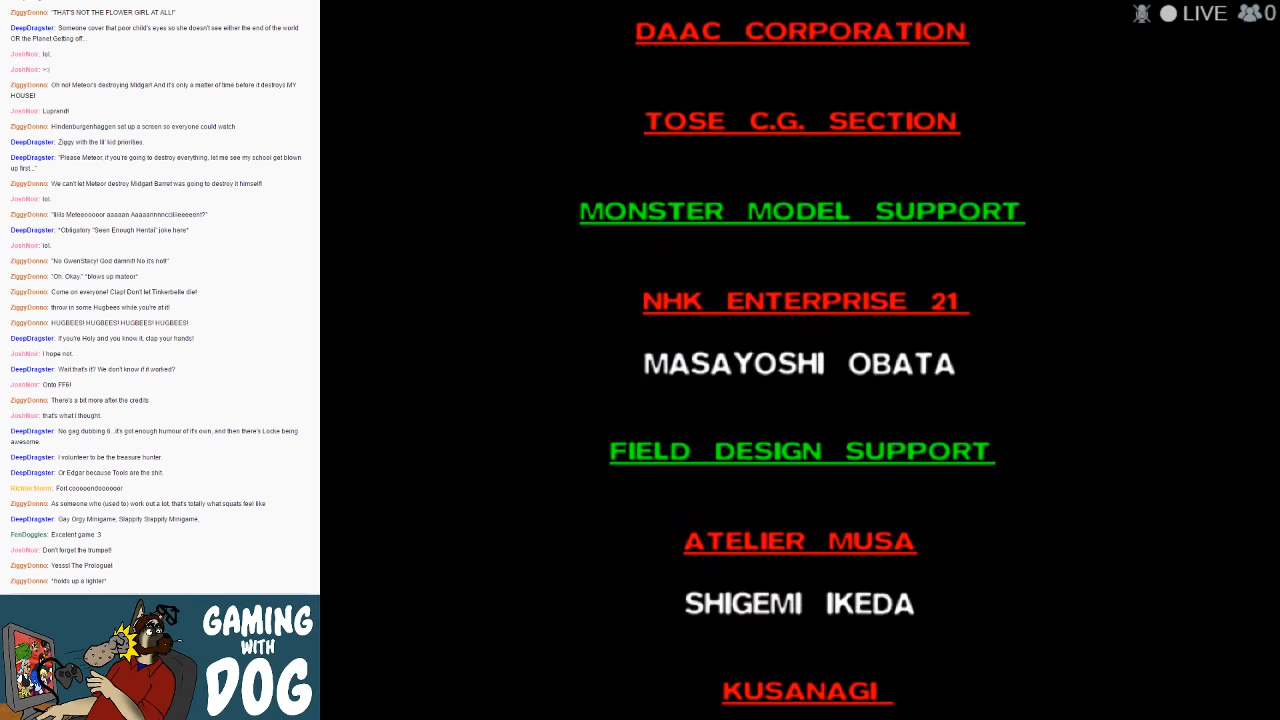 ZiggyDonno: "THAT'S NOT THE FLOWER GIRL AT ALL!"
DeepDragster: Someone cover that poor child's eyes so she doesn't see either the end of the world
OR the Planet Getting off...
JoshNoir: lol.
JoshNoir: >:(
ZiggyDonno: Oh no! Meteor's destroying Midgar! And it's only a matter of time before it destroys MY
HOUSE!
JoshNoir: Luprand!
ZiggyDonno: Hindenburgenhaggen set up a screen so everyone could watch
DeepDragster: Ziggy with the lil' kid priorities.
DeepDragster: "Please Meteor, if you're going to destroy everything, let me see my school get blown
up first..."
ZiggyDonno: We can't let Meteor destroy Midgar! Barret was going to destroy it himself!
JoshNoir: lol.
DeepDragster: *Obligatory "Seen Enough Hentai" joke here*
JoshNoir: lol.
ZiggyDonno: "No GwenStacy! God damnit! No it's not!"
ZiggyDonno: "Oh. Okay." *blows up mateor*
ZiggyDonno: Come on everyone! Clap! Don't let Tinkerbelle die!
ZiggyDonno: throw in some Hugbees while you're at it!
ZiggyDonno: HUGBEES! HUGBEES! HUGBEES! HUGBEES!
DeepDragster: If you're Holy and you know it, clap your hands!
JoshNoir: I hope not.
DeepDragster: Wait that's it? We don't know if it worked?
JoshNoir: Onto FF6!
ZiggyDonno: There's a bit more after the credits
JoshNoir: that's what I thought.
DeepDragster: No gag dubbing 6...it's got enough humour of it's own, and then there's Locke being
awesome.
DeepDragster: I volunteer to be the treasure hunter.
DeepDragster: Or Edgar because Tools are the shit.
ZiggyDonno: As someone who (used to) work out a lot, that's totally what squats feel like
DeepDragster: Gay Orgy Minigame, Slappity Slappity Minigame,
FenDoggles: Excelent game :3
JoshNoir: Don't forget the trumpet!
ZiggyDonno: Yesss! The Prologue!
ZiggyDonno: *holds up a lighter*
GAMING
WITH
DOG
LIVE 0
DAAC CORPORATION
TOSE C.G. SECTION
MONSTER MODEL SUPPORT
NHK ENTERPRISE 21
MASAYOSHI OBATA
FIELD DESIGN SUPPORT
ATELIER MUSA
SHIGEMI IKEDA
KUSANAGI